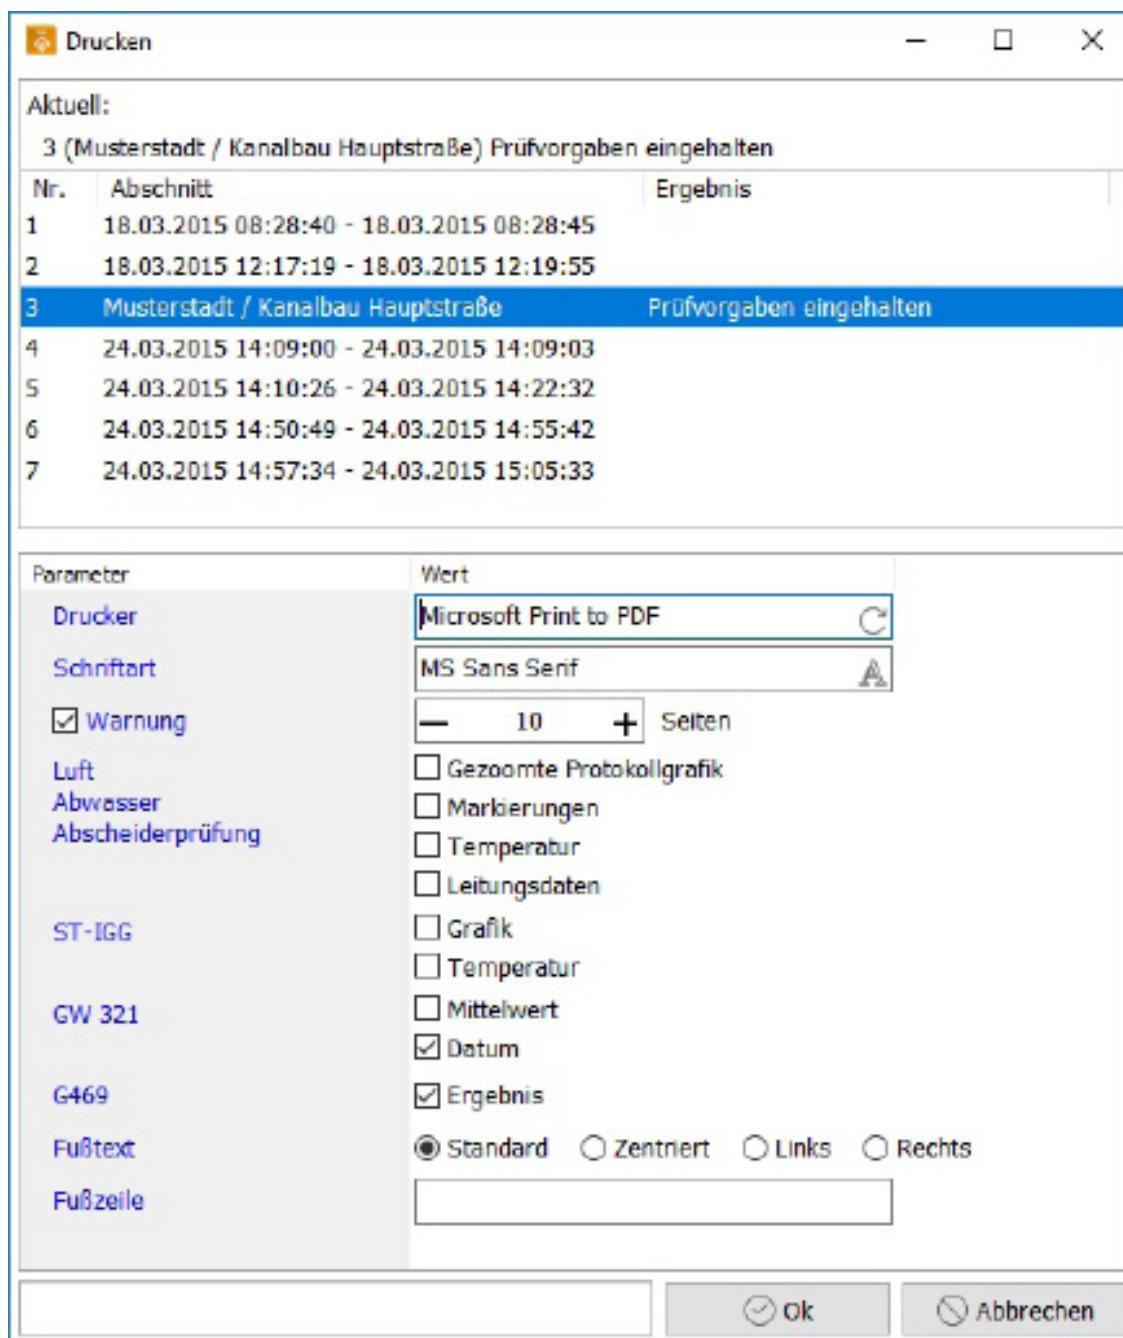 Drucken
Aktuell:
3 (Musterstadt / Kanalbau Hauptstraße) Prüfvorgaben eingehalten
Nr. Abschnitt Ergebnis
1 18.03.2015 08:28:40 - 18.03.2015 08:28:45
2 18.03.2015 12:17:19 - 18.03.2015 12:19:55
3 Musterstadt / Kanalbau Hauptstraße Prüfvorgaben eingehalten
4 24.03.2015 14:09:00 - 24.03.2015 14:09:03
5 24.03.2015 14:10:26 - 24.03.2015 14:22:32
6 24.03.2015 14:50:49 - 24.03.2015 14:55:42
7 24.03.2015 14:57:34 - 24.03.2015 15:05:33
Parameter Wert
Drucker Microsoft Print to PDF
Schriftart MS Sans Serif A
Warnung 10 Seiten
Luft Gezoomte Protokollgrafik
Abwasser Markierungen
Abscheiderprüfung Temperatur
Leitungsdaten
ST-IGG Grafik
Temperatur
GW 321 Mittelwert
Datum
G469 Ergebnis
Fußtext Standard Zentriert Links Rechts
Fußzeile
Ok Abbrechen